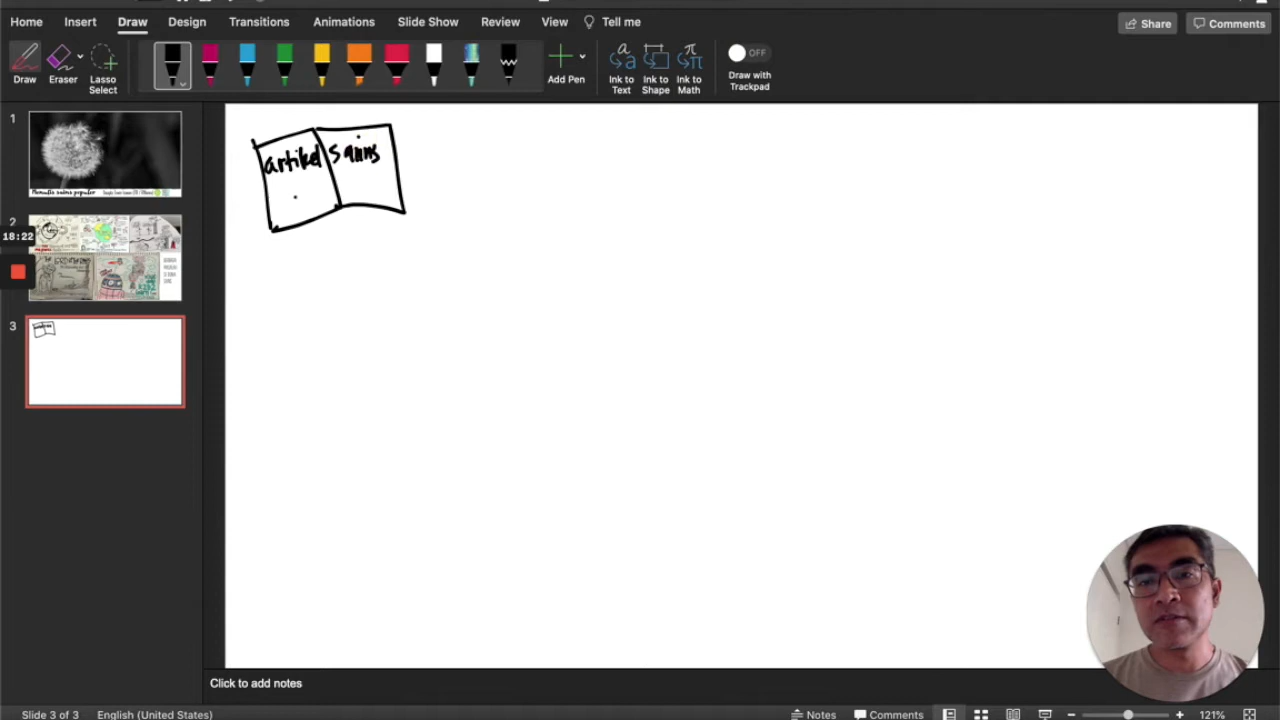 Home Insert Draw Design Transitions Animations Slide Show Review View Tell me Share Comments
Draw Eraser Lasso Select Add Pen Ink to Text Ink to Shape Ink to Math OFF Draw with Trackpad
1
2
18:22
3
artikel sains
Click to add notes
Slide 3 of 3 English (United States) Notes Comments 121%